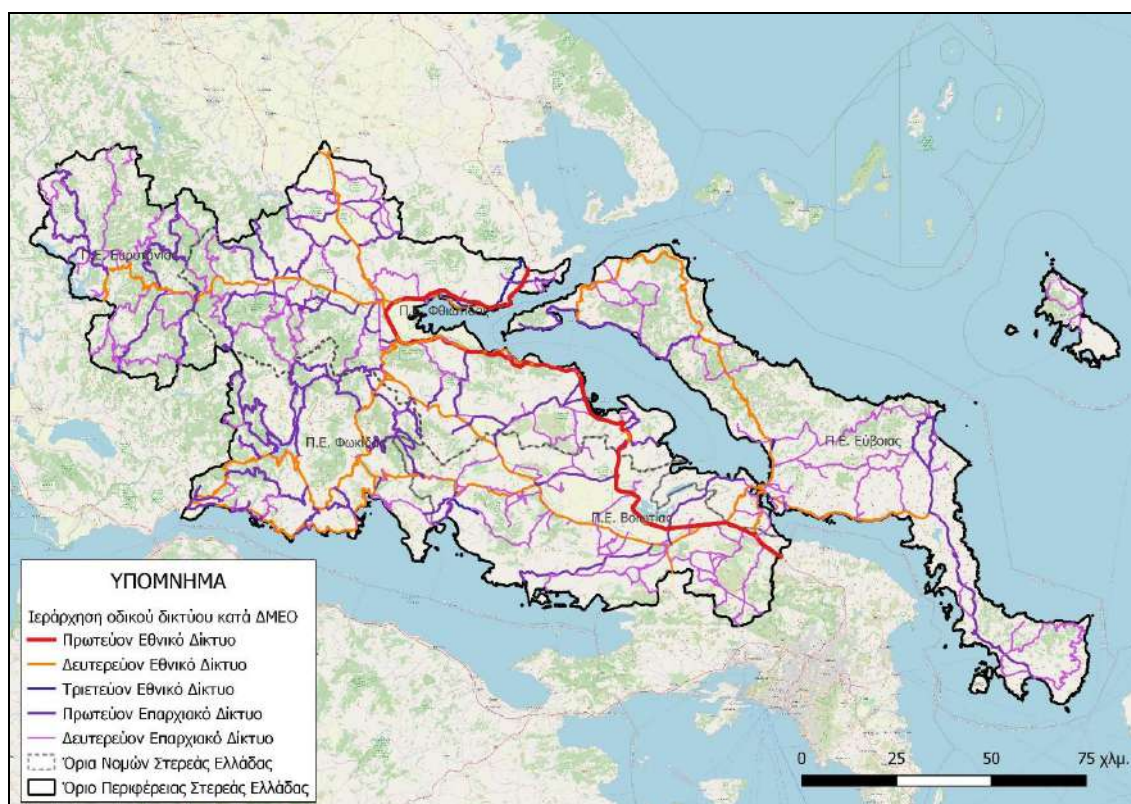 Π.Ε. Ευρυτανίας
Π.Ε. Φθιώτιδας
Π.Ε. Φωκίδας
Π.Ε. Εύβοιας
Π.Ε. Βοιωτίας
ΥΠΟΜΝΗΜΑ
Ιεράρχηση οδικού δικτύου κατά ΔΜΕΟ
Πρωτεύον Εθνικό Δίκτυο
Δευτερεύον Εθνικό Δίκτυο
Τριετεύον Εθνικό Δίκτυο
Πρωτεύον Επαρχιακό Δίκτυο
Δευτερεύον Επαρχιακό Δίκτυο
Όρια Νομών Στερεάς Ελλάδας
Όριο Περιφέρειας Στερεάς Ελλάδας
0 25 50 75 χλμ.